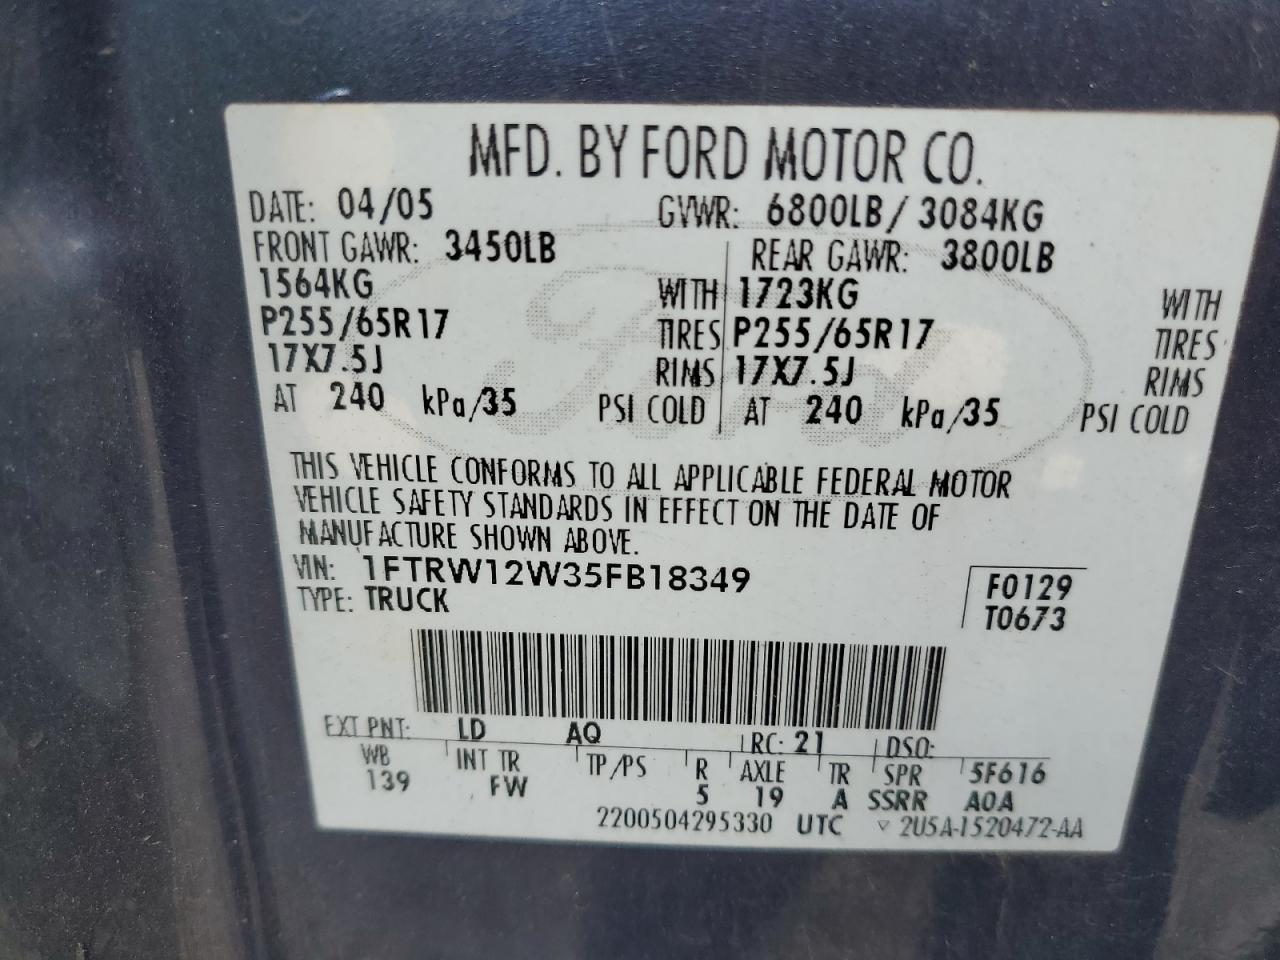 MFD. BY FORD MOTOR CO.
DATE: 04/05 GVWR: 6800LB/ 3084KG
FRONT GAWR: 3450LB REAR GAWR: 3800LB
1564KG WITH 1723KG WITH
P255/65R17 TIRES P255/65R17 TIRES
17X7.5J RIMS 17X7.5J RIMS
AT 240 kPa/35 PSI COLD AT 240 kPa/35 PSI COLD
THIS VEHICLE CONFORMS TO ALL APPLICABLE FEDERAL MOTOR
VEHICLE SAFETY STANDARDS IN EFFECT ON THE DATE OF
MANUFACTURE SHOWN ABOVE.
VIN: 1FTRW12W35FB18349 F0129
TYPE: TRUCK T0673
EXT PNT: LD AQ RC: 21 DSO:
WB INT TR TP/PS R AXLE TR SPR 5F616
139 FW 5 19 A SSRR A0A
2200504295330 UTC ▽ 2U5A-1520472-AA
Ford